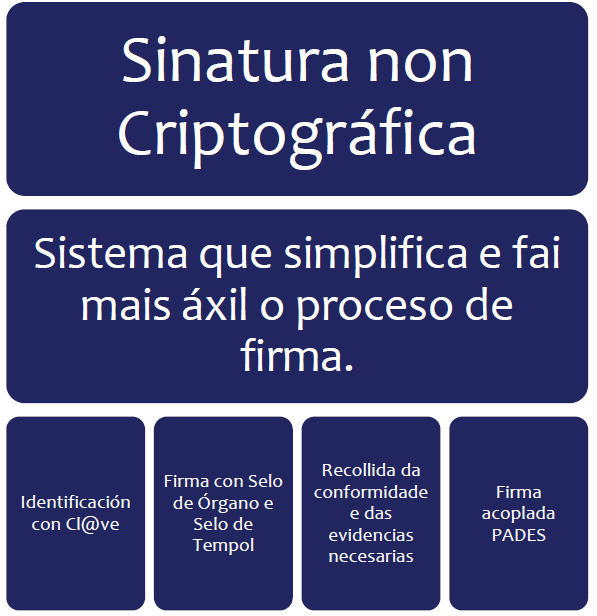 Sinatura non
Criptográfica
Sistema que simplifica e fai
mais áxil o proceso de
firma.
Identificación
con Cl@ve
Firma con Selo
de Órgano e
Selo de
Tempol
Recollida da
conformidade
e das
evidencias
necesarias
Firma
acoplada
PADES